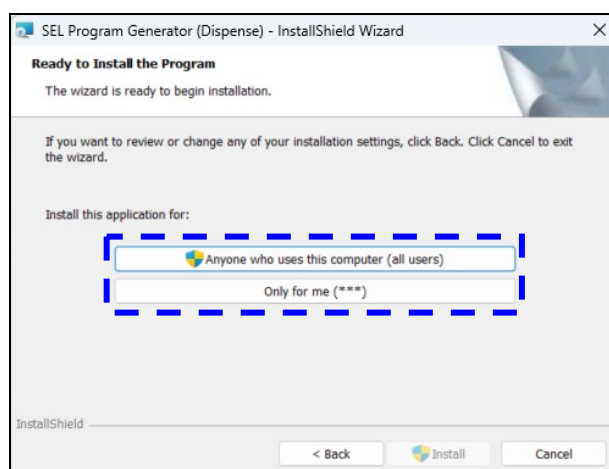 SEL Program Generator (Dispense) - InstallShield Wizard
Ready to Install the Program
The wizard is ready to begin installation.
If you want to review or change any of your installation settings, click Back. Click Cancel to exit
the wizard.
Install this application for:
Anyone who uses this computer (all users)
Only for me (***)
InstallShield
< Back Install Cancel